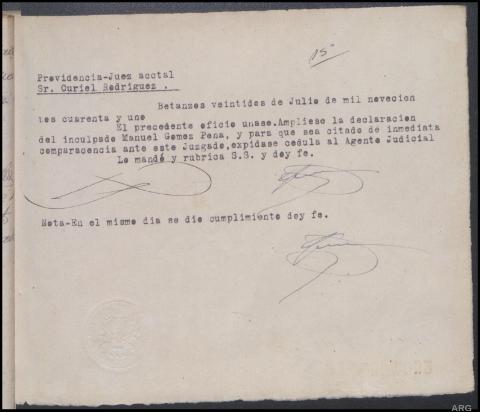 15
Providencia-Juez acctal
Sr. Curiel Rodriguez .
Betanzos veintidos de Julio de mil novecion
tos cuarenta y uno
El precedente oficio unase.Ampliese la declaracion
del inculpado Manuel Gomez Pena, y para que sea citado de inmediata
comparacencia ante este Juzgado,expidase cedula al Agente Judicial
Lo mandó y rubrica S.S. y doy fe.
Nota-En el mismo dia se dio cumplimiento doy fe.
ARG